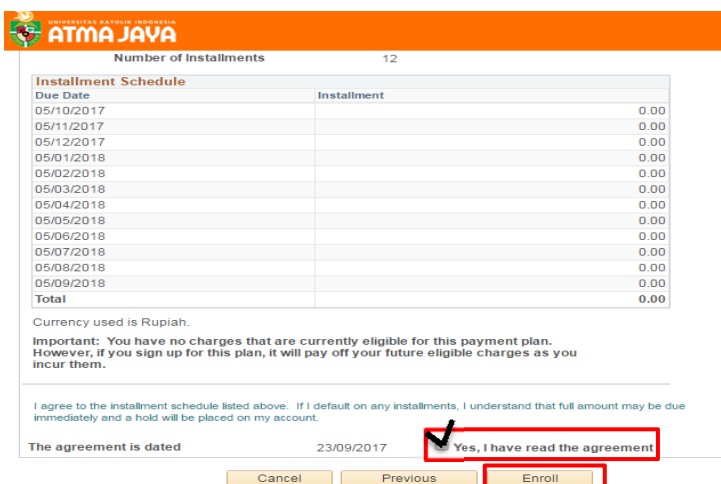 UNIVERSITAS KATOLIK INDONESIA
ATMA JAYA
Number of Installments 12
Installment Schedule
Due Date Installment
05/10/2017 0.00
05/11/2017 0.00
05/12/2017 0.00
05/01/2018 0.00
05/02/2018 0.00
05/03/2018 0.00
05/04/2018 0.00
05/05/2018 0.00
05/06/2018 0.00
05/07/2018 0.00
05/08/2018 0.00
05/09/2018 0.00
Total 0.00
Currency used is Rupiah.
Important: You have no charges that are currently eligible for this payment plan.
However, if you sign up for this plan, it will pay off your future eligible charges as you
incur them.
I agree to the installment schedule listed above. If I default on any installments, I understand that full amount may be due
immediately and a hold will be placed on my account.
The agreement is dated 23/09/2017 Yes, I have read the agreement
Cancel Previous Enroll